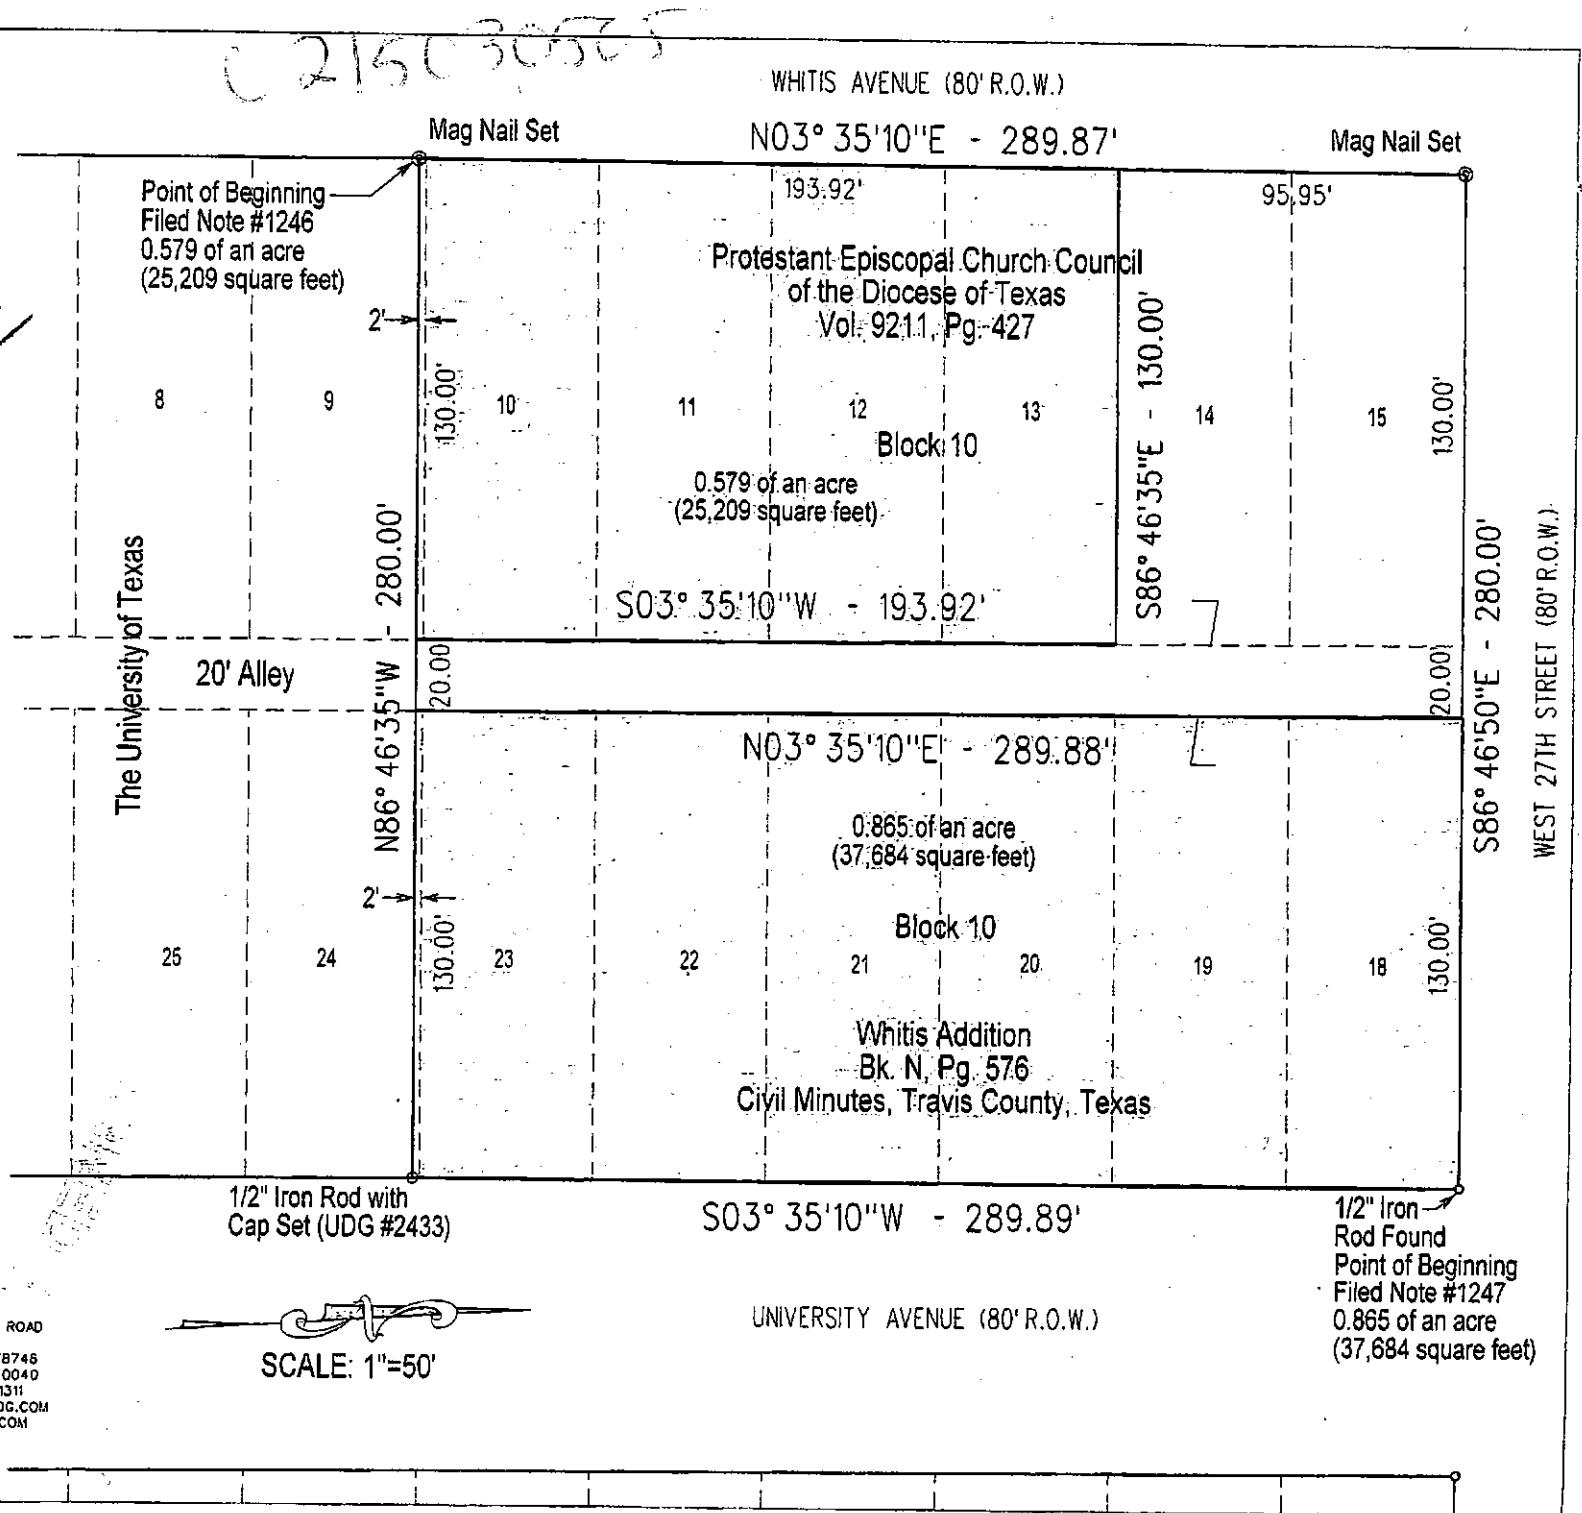 C2150 30505
WHITIS AVENUE (80' R.O.W.)
Mag Nail Set
N03° 35'10"E - 289.87'
Mag Nail Set
Point of Beginning
Filed Note #1246
0.579 of an acre
(25,209 square feet)
193.92'
95.95'
Protestant Episcopal Church Council
of the Diocese of Texas
Vol. 9211, Pg. 427
2'
130.00'
S86° 46'35"E - 130.00'
130.00'
8
9
10
11
12
13
14
15
Block 10
0.579 of an acre
(25,209 square feet)
S03° 35'10"W - 193.92'
The University of Texas
20' Alley
N86° 46'35"W - 280.00'
20.00
20.00'
S86° 46'50"E - 280.00'
WEST 27TH STREET (80' R.O.W.)
N03° 35'10"E - 289.88'
0.865 of an acre
(37,684 square feet)
2'
Block 10
130.00'
130.00'
25
24
23
22
21
20
19
18
Whitis Addition
Bk. N, Pg. 576
Civil Minutes, Travis County, Texas
1/2" Iron Rod with
Cap Set (UDG #2433)
S03° 35'10"W - 289.89'
1/2" Iron
Rod Found
Point of Beginning
Filed Note #1247
0.865 of an acre
(37,684 square feet)
UNIVERSITY AVENUE (80' R.O.W.)
SCALE: 1"=50'
ROAD
78746
0040
1311
DG.COM
COM